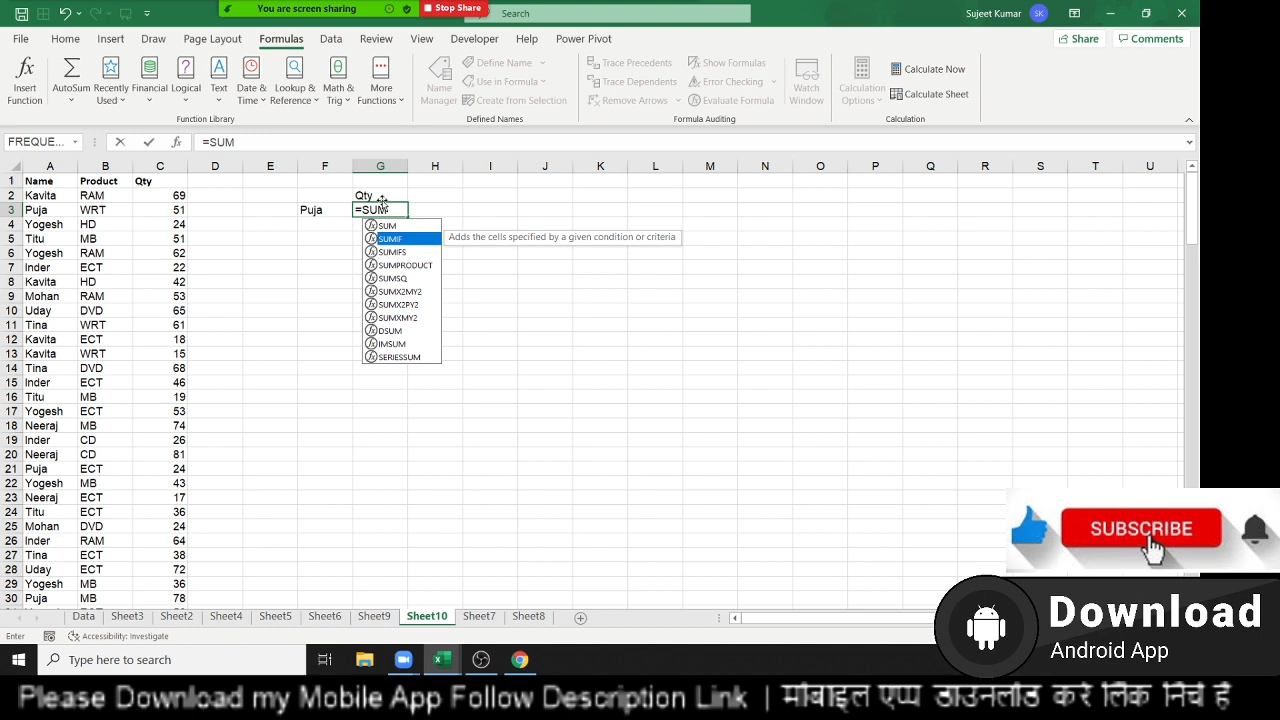 You are screen sharing
Stop Share
Search
Sujeet Kumar
SK
File Home Insert Draw Page Layout Formulas Data Review View Developer Help Power Pivot
Share
Comments
Insert Function
AutoSum
Recently Used
Financial
Logical
Text
Date & Time
Lookup & Reference
Math & Trig
More Functions
Function Library
Name Manager
Define Name
Use in Formula
Create from Selection
Defined Names
Trace Precedents
Trace Dependents
Remove Arrows
Show Formulas
Error Checking
Evaluate Formula
Formula Auditing
Watch Window
Calculation Options
Calculate Now
Calculate Sheet
Calculation
FREQUE...
fx
=SUM
A B C D E F G H I J K L M N O P Q R S T U
1 Name Product Qty
2 Kavita RAM 69 Qty
3 Puja WRT 51 Puja =SUM
4 Yogesh HD 24
5 Titu MB 51
6 Yogesh RAM 62
7 Inder ECT 22
8 Kavita HD 42
9 Mohan RAM 53
10 Uday DVD 65
11 Tina WRT 61
12 Kavita ECT 18
13 Kavita WRT 15
14 Tina DVD 68
15 Inder ECT 46
16 Titu MB 19
17 Yogesh ECT 53
18 Neeraj MB 74
19 Inder CD 26
20 Neeraj CD 81
21 Puja ECT 24
22 Yogesh MB 43
23 Neeraj ECT 17
24 Titu ECT 36
25 Mohan DVD 24
26 Inder RAM 64
27 Tina ECT 38
28 Uday ECT 72
29 Yogesh MB 36
30 Puja MB 78
SUM
SUMIF
Adds the cells specified by a given condition or criteria
SUMIFS
SUMPRODUCT
SUMSQ
SUMX2MY2
SUMX2PY2
SUMXMY2
DSUM
IMSUM
SERIESSUM
SUBSCRIBE
Data Sheet3 Sheet2 Sheet4 Sheet5 Sheet6 Sheet9 Sheet10 Sheet7 Sheet8
Enter
Accessibility: Investigate
Download
Android App
Type here to search
Please Download my Mobile App Follow Description Link | मोबाइल एप्प डाउनलोड करे लिंक निचे है